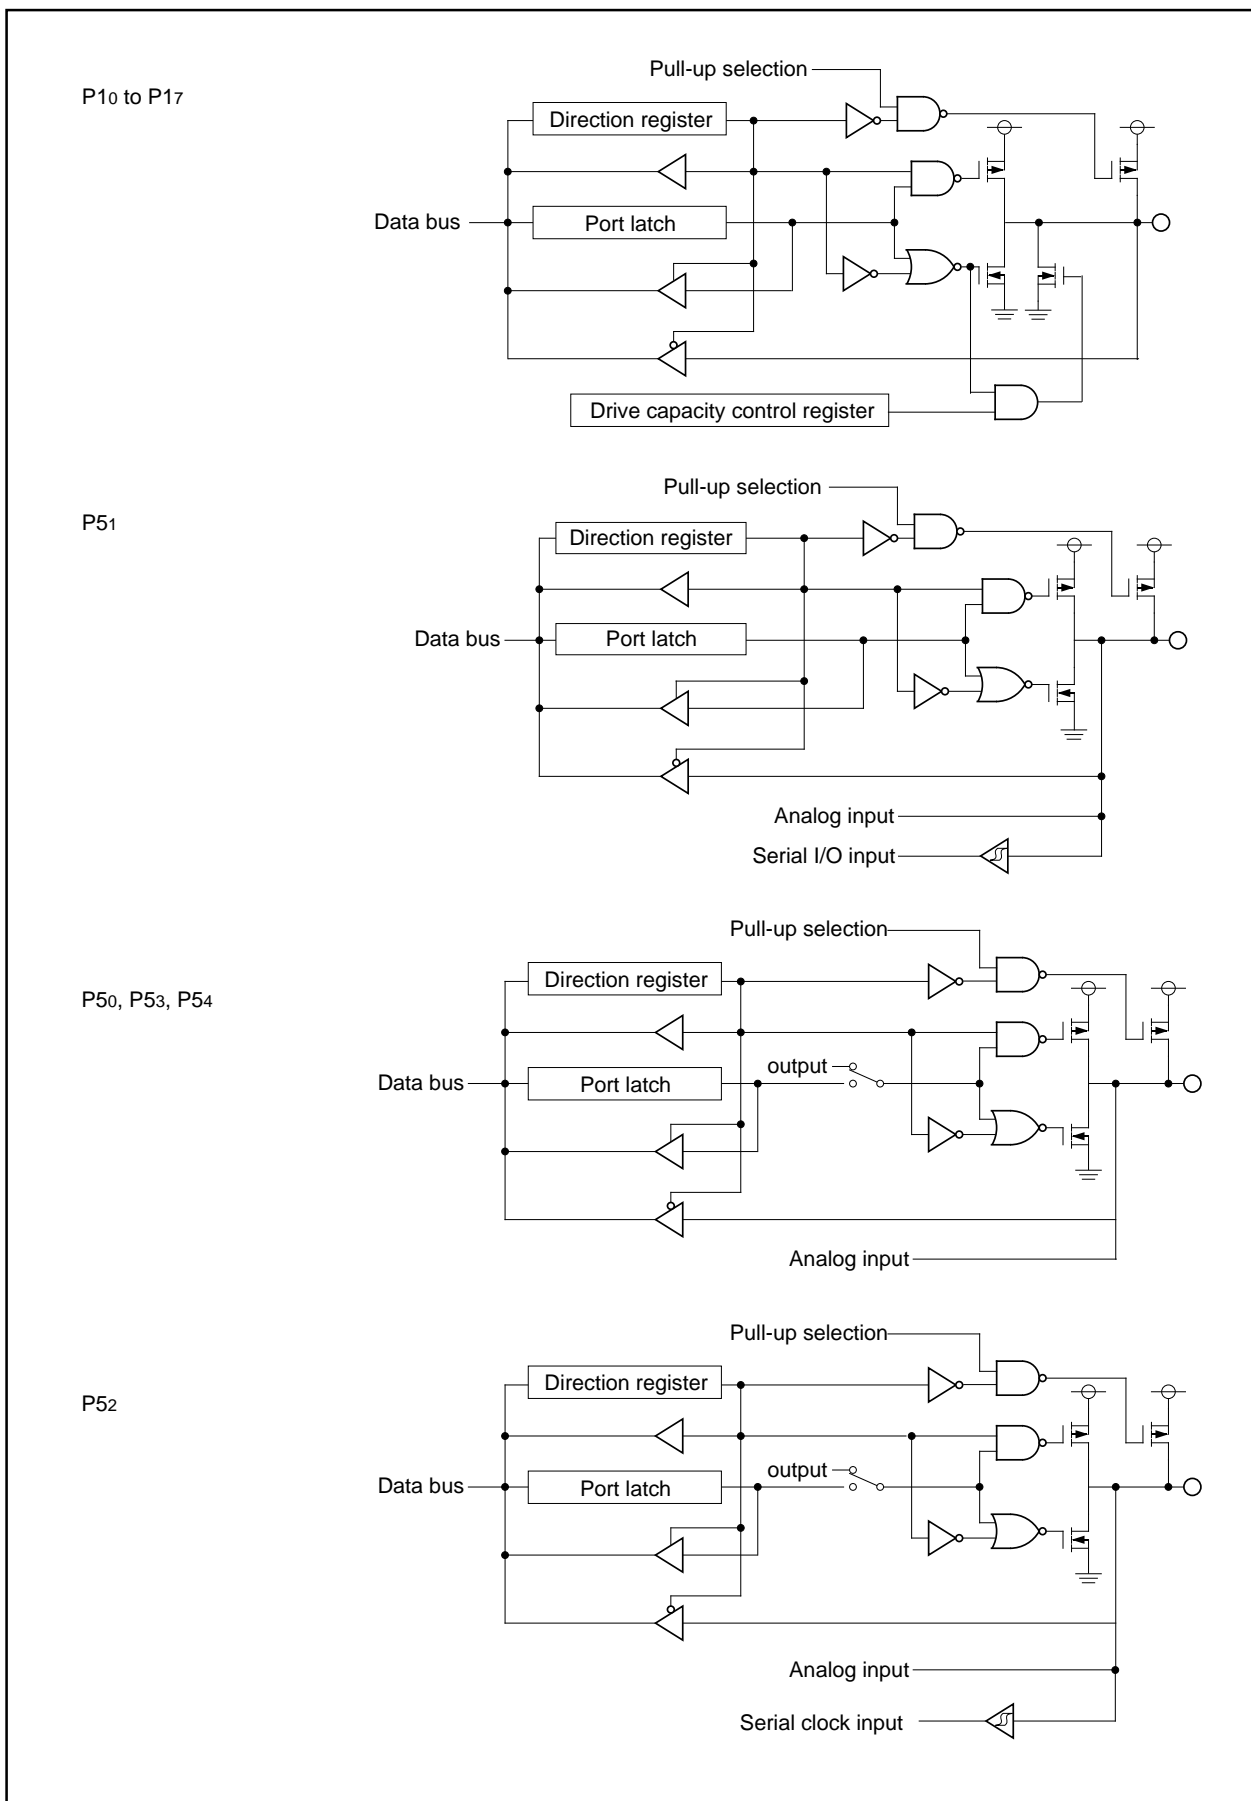 Pull-up selection
P10 to P17
Direction register
Data bus
Port latch
Drive capacity control register
Pull-up selection
P51
Direction register
Data bus
Port latch
Analog input
Serial I/O input
Pull-up selection
Direction register
P50, P53, P54
output
Data bus
Port latch
Analog input
Pull-up selection
Direction register
P52
output
Data bus
Port latch
Analog input
Serial clock input